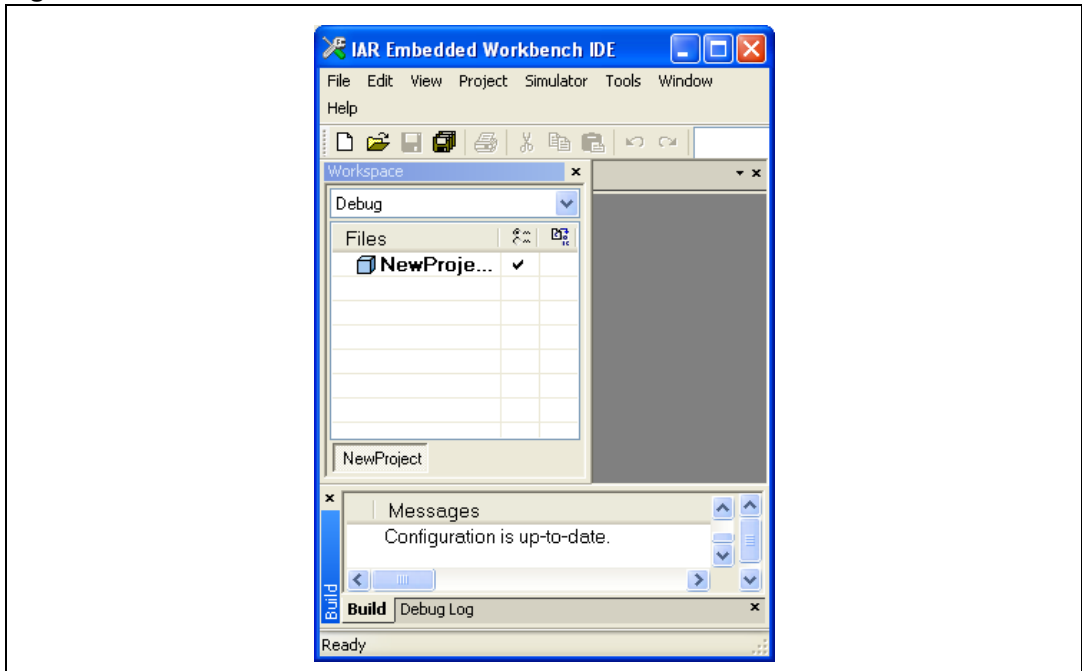 IAR Embedded Workbench IDE
File Edit View Project Simulator Tools Window
Help
Workspace
Debug
Files
NewProje...
NewProject
Messages
Configuration is up-to-date.
Build
Build Debug Log
Ready